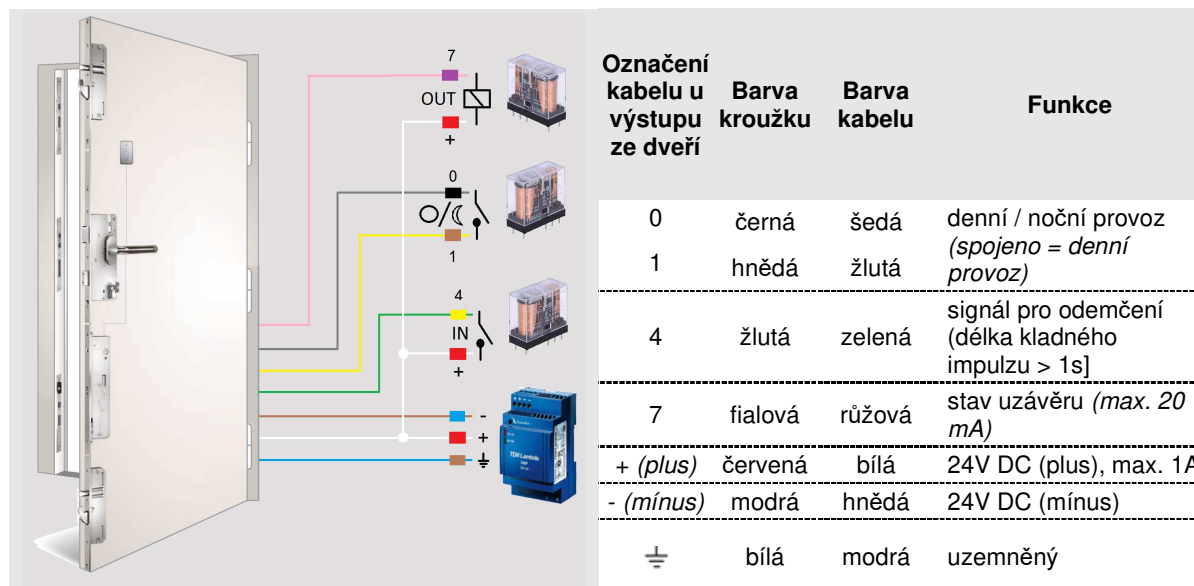 7
OUT
+
0
1
4
IN
+
-
+
TDK·Lambda
Označení
kabelu u
výstupu
ze dveří
Barva
kroužku
Barva
kabelu
Funkce
0 černá šedá denní / noční provoz
(spojeno = denní
provoz)
1 hnědá žlutá
4 žlutá zelená signál pro odemčení
(délka kladného
impulzu > 1s]
7 fialová růžová stav uzávěru (max. 20
mA)
+ (plus) červená bílá 24V DC (plus), max. 1A
- (mínus) modrá hnědá 24V DC (mínus)
bílá modrá uzemněný